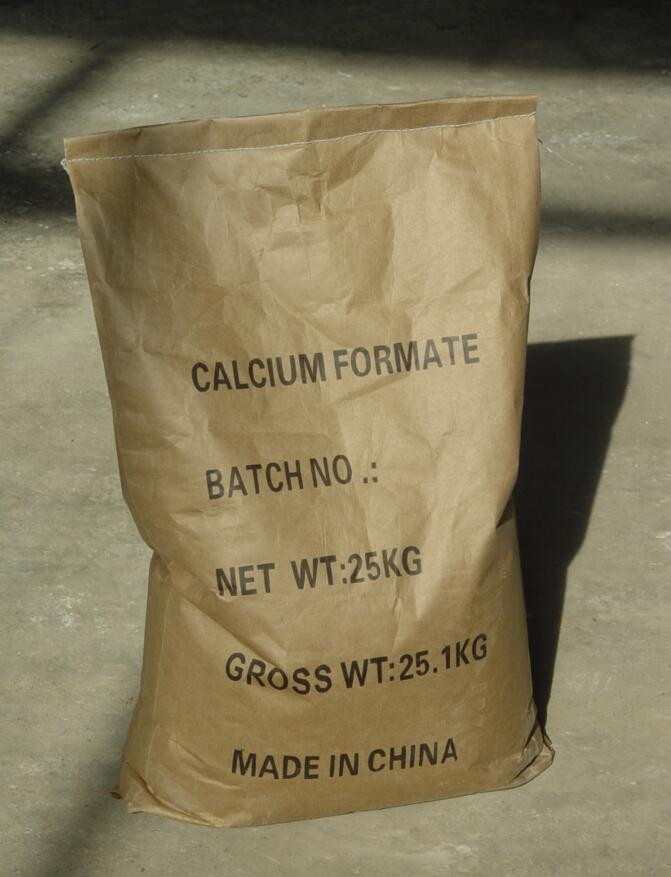 CALCIUM FORMATE
BATCH NO .:
NET WT:25KG
GROSS WT:25.1KG
MADE IN CHINA